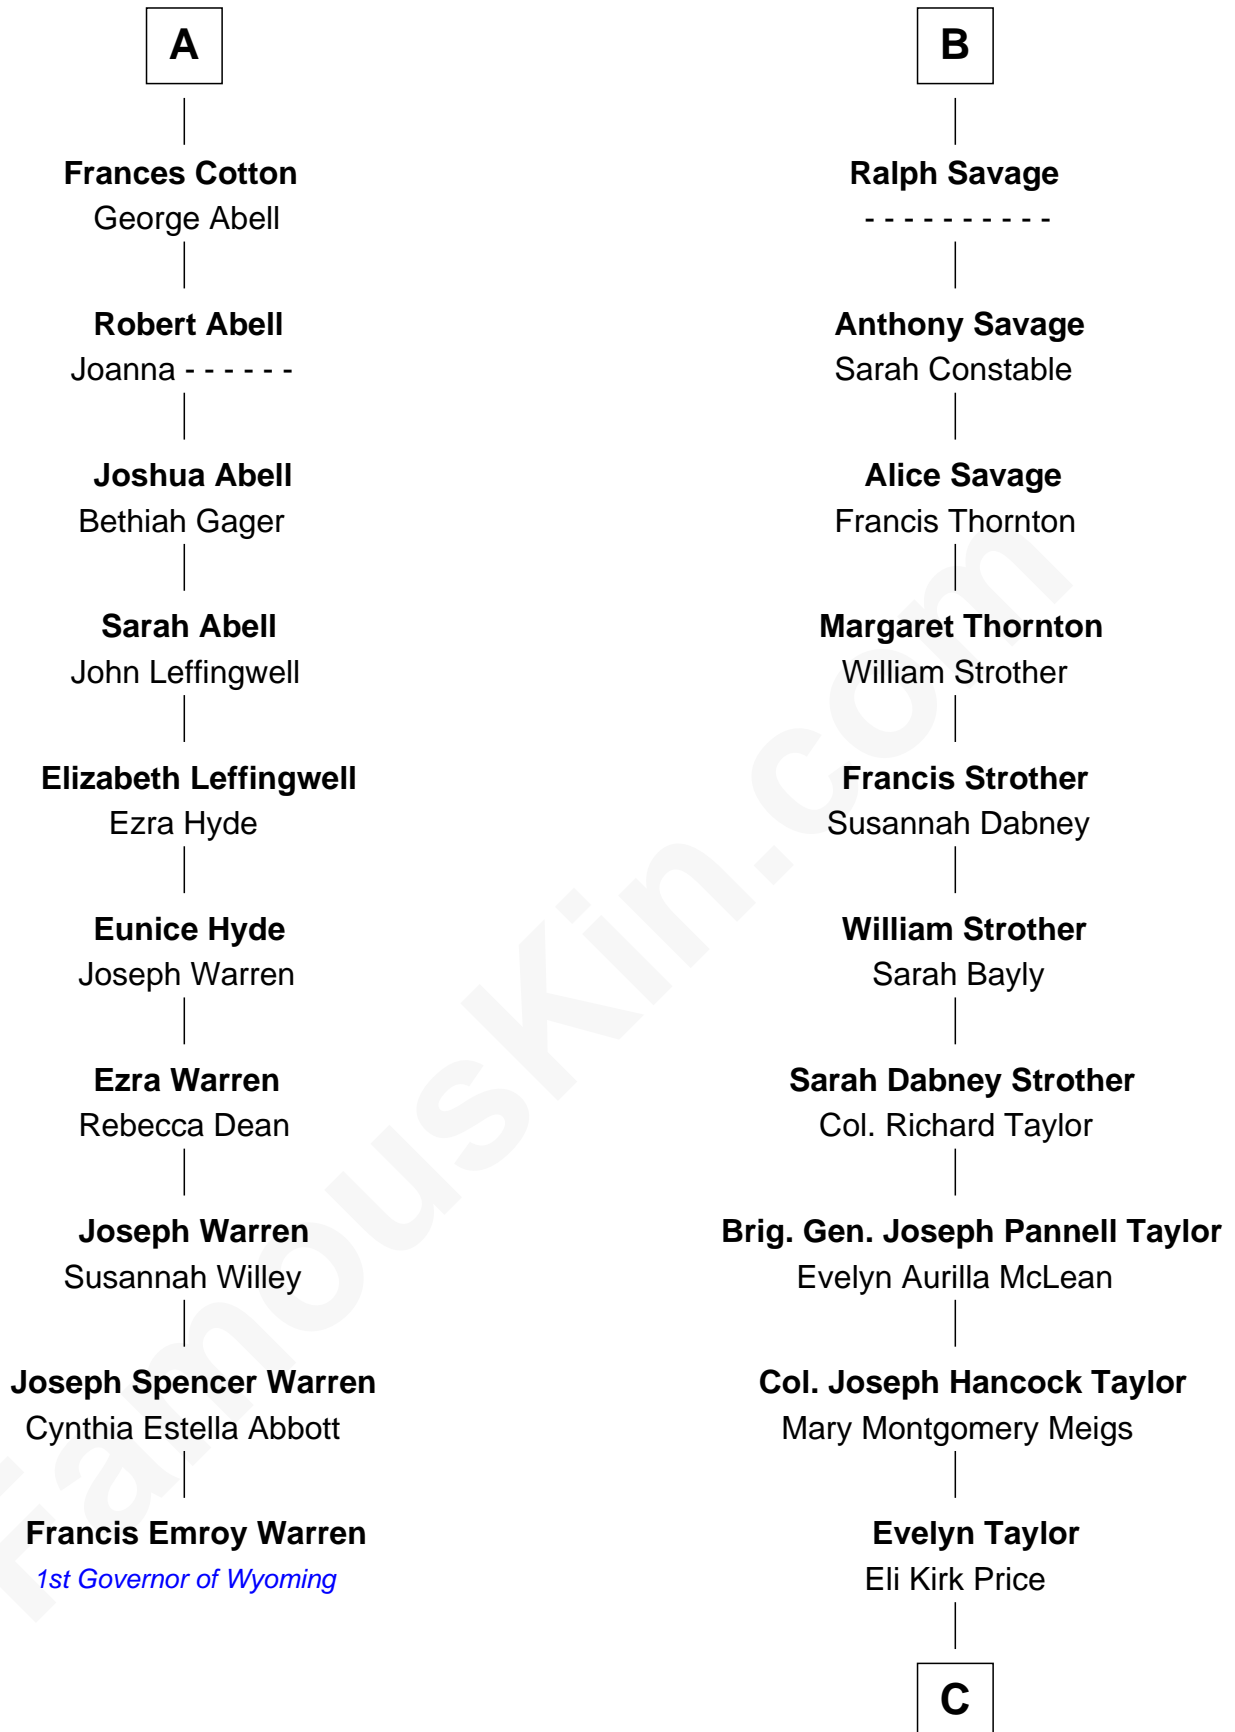 A
Frances Cotton
George Abell
Robert Abell
Joanna - - - - - -
Joshua Abell
Bethiah Gager
Sarah Abell
John Leffingwell
Elizabeth Leffingwell
Ezra Hyde
Eunice Hyde
Joseph Warren
Ezra Warren
Rebecca Dean
Joseph Warren
Susannah Willey
Joseph Spencer Warren
Cynthia Estella Abbott
Francis Emroy Warren
1st Governor of Wyoming
B
Ralph Savage
- - - - - - - - - -
Anthony Savage
Sarah Constable
Alice Savage
Francis Thornton
Margaret Thornton
William Strother
Francis Strother
Susannah Dabney
William Strother
Sarah Bayly
Sarah Dabney Strother
Col. Richard Taylor
Brig. Gen. Joseph Pannell Taylor
Evelyn Aurilla McLean
Col. Joseph Hancock Taylor
Mary Montgomery Meigs
Evelyn Taylor
Eli Kirk Price
C
FamousKin.com